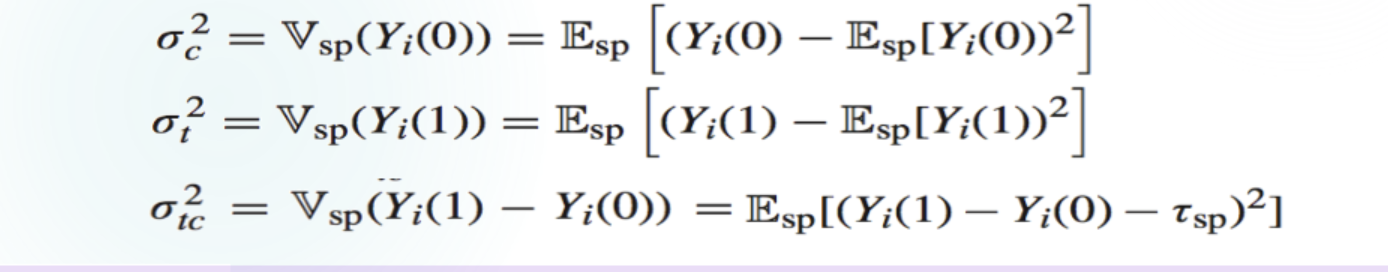 σ_c^2 = 𝕍_sp(Y_i(0)) = 𝔼_sp [(Y_i(0) − 𝔼_sp[Y_i(0))^2]
σ_t^2 = 𝕍_sp(Y_i(1)) = 𝔼_sp [(Y_i(1) − 𝔼_sp[Y_i(1))^2]
σ_tc^2 = 𝕍_sp(Y_i(1) − Y_i(0)) = 𝔼_sp[(Y_i(1) − Y_i(0) − τ_sp)^2]